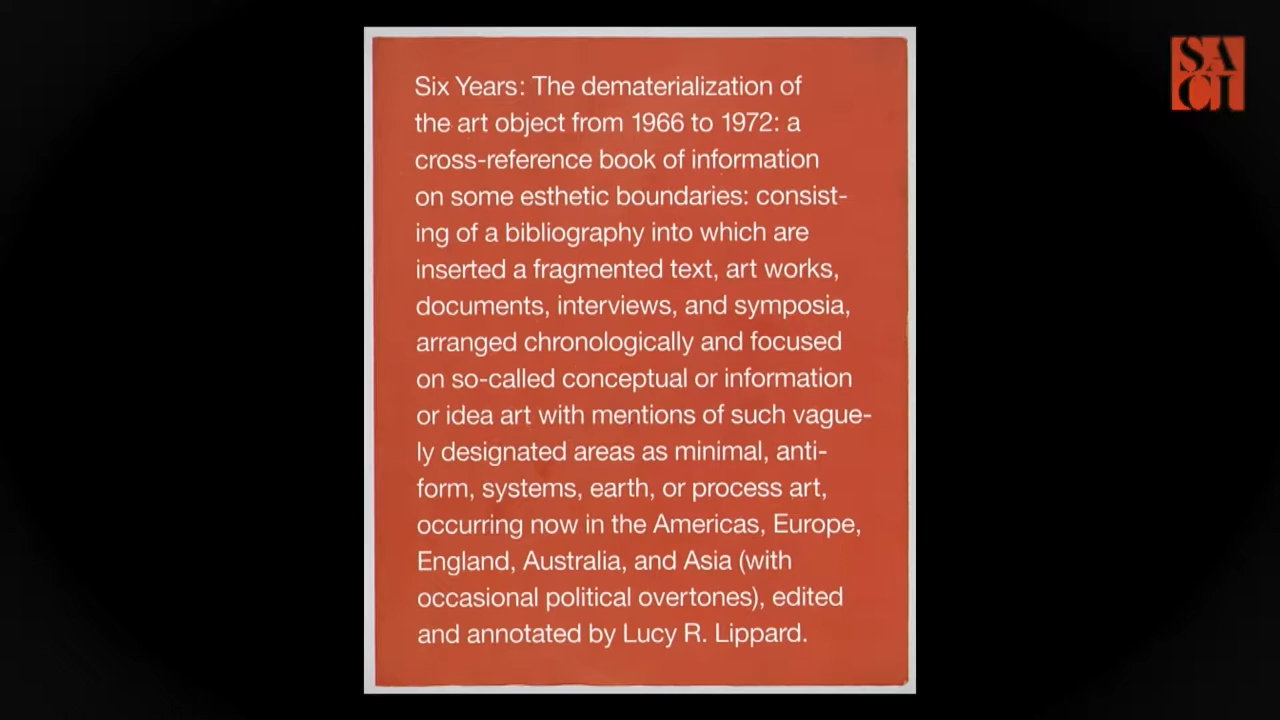 Six Years: The dematerialization of
the art object from 1966 to 1972: a
cross-reference book of information
on some esthetic boundaries: consist-
ing of a bibliography into which are
inserted a fragmented text, art works,
documents, interviews, and symposia,
arranged chronologically and focused
on so-called conceptual or information
or idea art with mentions of such vague-
ly designated areas as minimal, anti-
form, systems, earth, or process art,
occurring now in the Americas, Europe,
England, Australia, and Asia (with
occasional political overtones), edited
and annotated by Lucy R. Lippard.
SA
CI